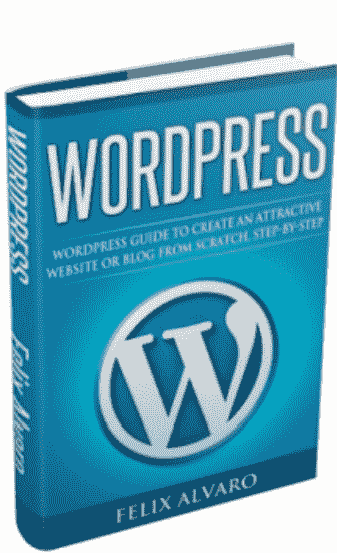 WORDPRESS
WORDPRESS GUIDE TO CREATE AN ATTRACTIVE
WEBSITE OR BLOG FROM SCRATCH, STEP-BY-STEP
W
FELIX ALVARO
WORDPRESS
Felix Alvaro